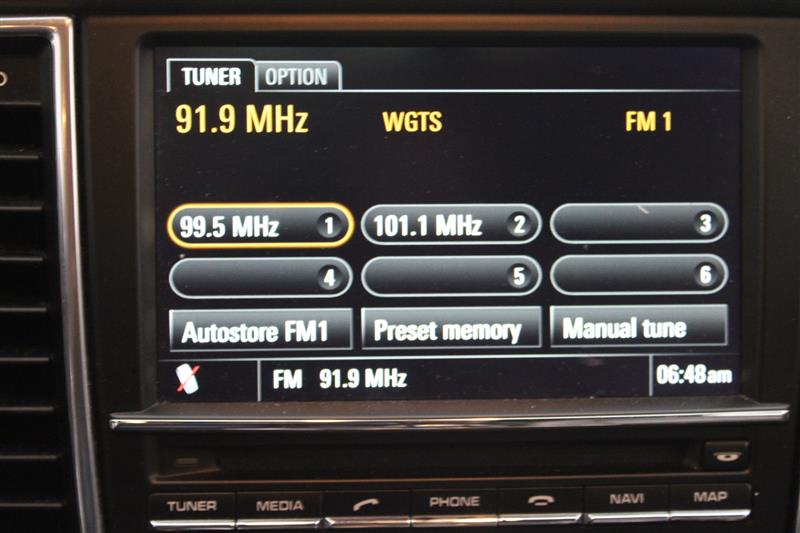 TUNER OPTION
91.9 MHz WGTS FM 1
99.5 MHz 1 101.1 MHz 2 3
4 5 6
Autostore FM1 Preset memory Manual tune
FM 91.9 MHz 06:48am
TUNER MEDIA PHONE NAVI MAP